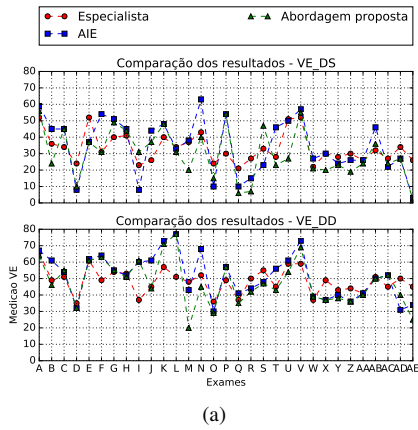 Especialista
AIE
Abordagem proposta
Comparação dos resultados - VE_DS
80
70
60
50
40
30
20
10
0
Comparação dos resultados - VE_DD
80
70
60
50
40
30
20
10
0
Medicao VE
A B C D E F G H I J K L M N O P Q R S T U V W X Y Z AA AB AC AD AE
Exames
(a)